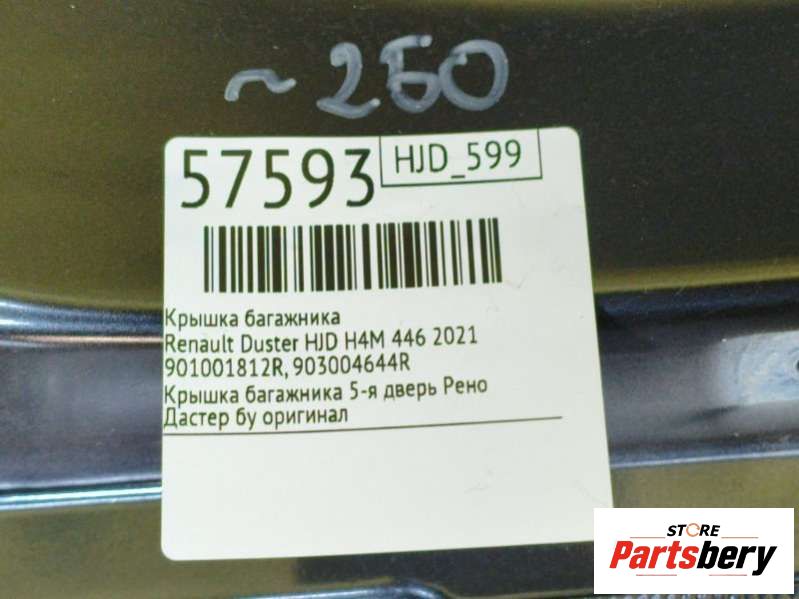 ~260
57593
HJD_599
Крышка багажника
Renault Duster HJD H4M 446 2021
901001812R, 903004644R
Крышка багажника 5-я дверь Рено
Дастер бу оригинал
STORE
Partsbery